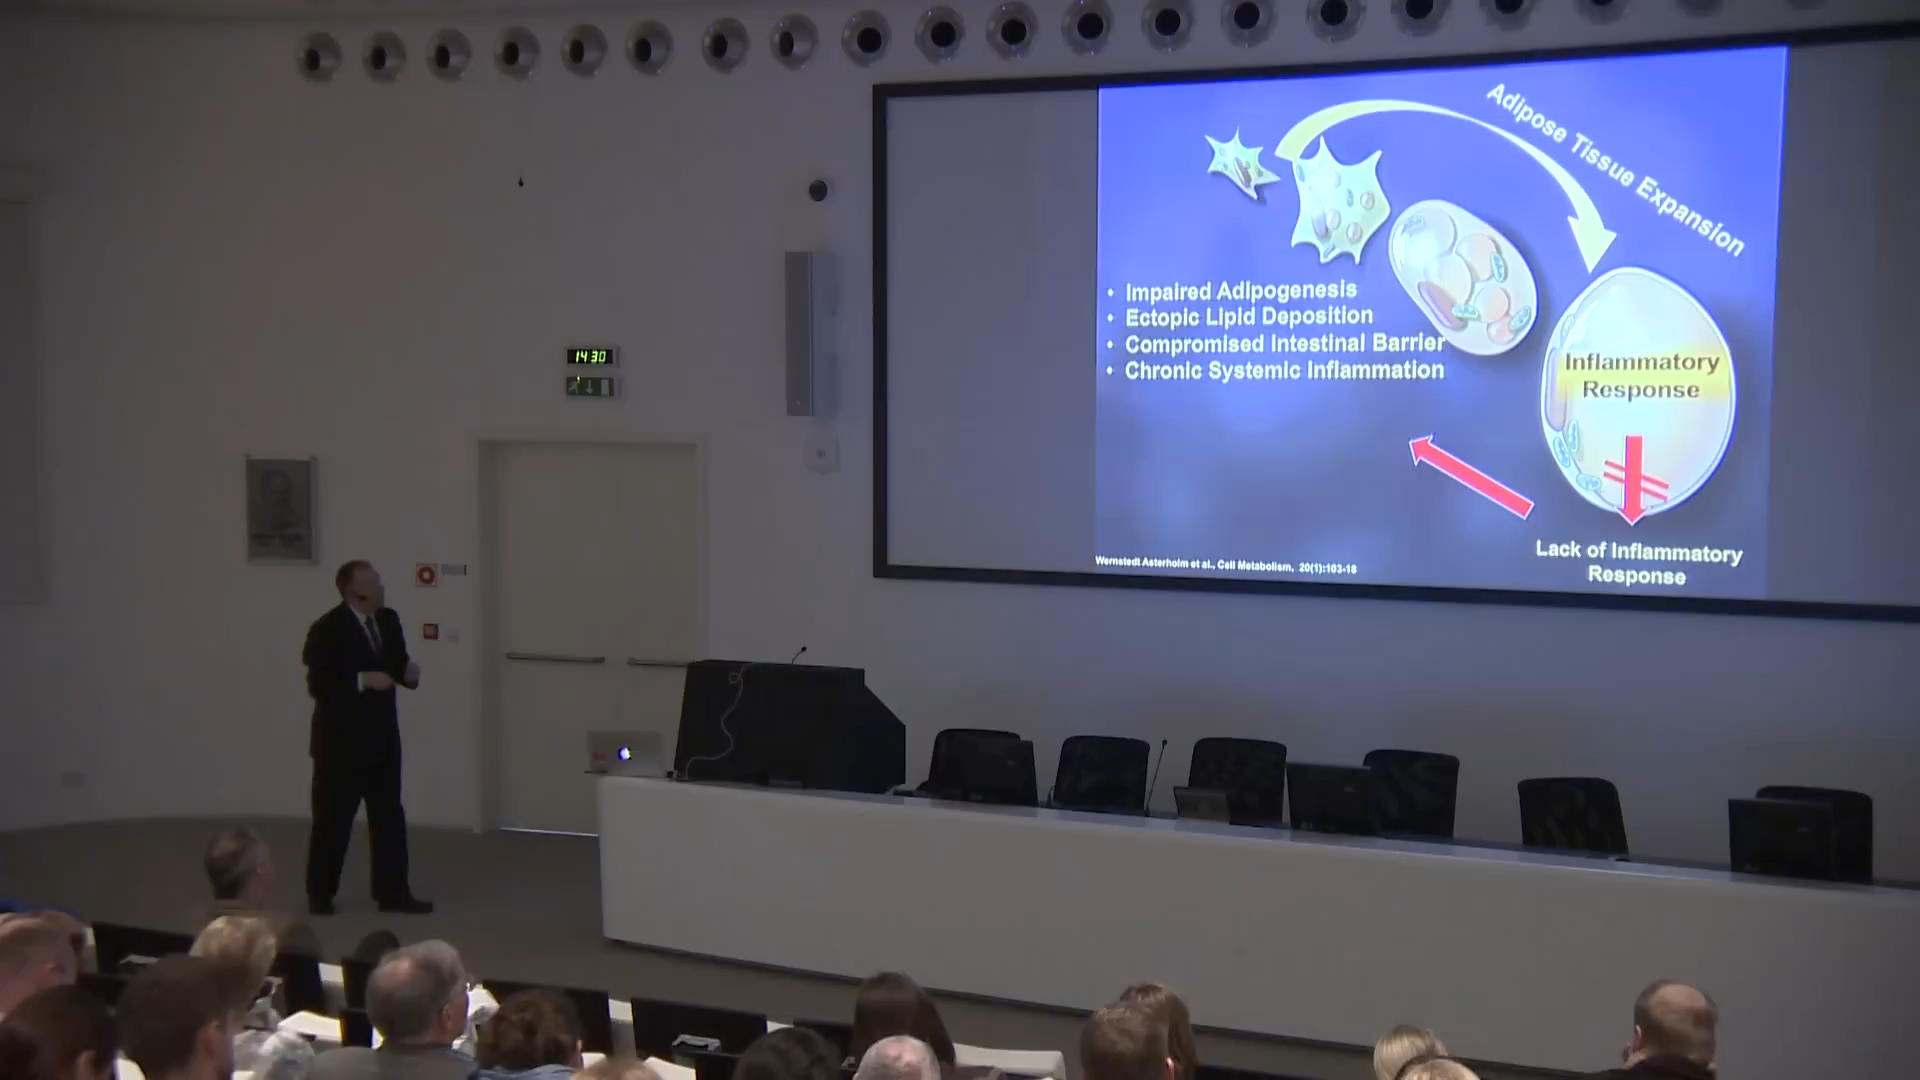 Adipose Tissue Expansion
• Impaired Adipogenesis
• Ectopic Lipid Deposition
• Compromised Intestinal Barrier
• Chronic Systemic Inflammation
Inflammatory
Response
Lack of Inflammatory
Response
Wernstedt Asterholm et al., Cell Metabolism, 20(1):103-18
14 30